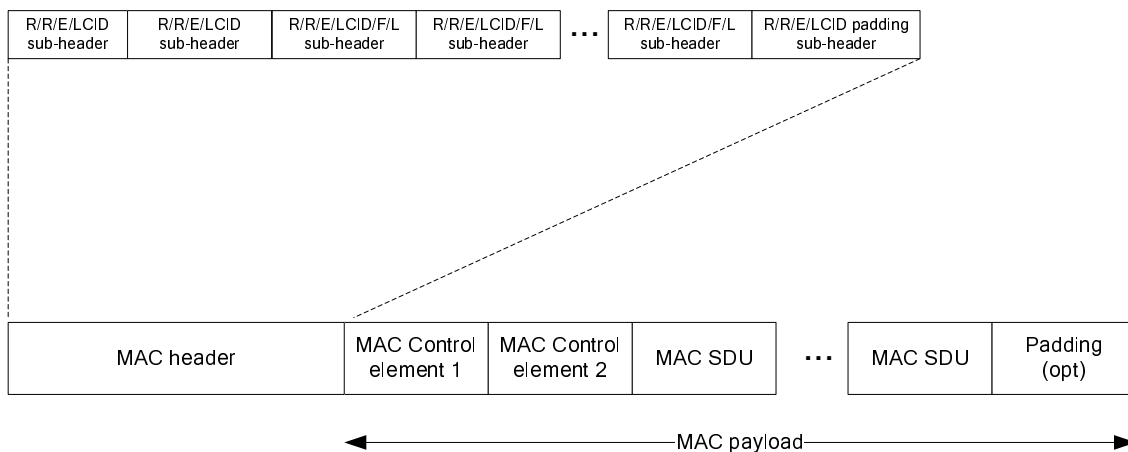 R/R/E/LCID
sub-header
R/R/E/LCID
sub-header
R/R/E/LCID/F/L
sub-header
R/R/E/LCID/F/L
sub-header
...
R/R/E/LCID/F/L
sub-header
R/R/E/LCID padding
sub-header
MAC header
MAC Control
element 1
MAC Control
element 2
MAC SDU
...
MAC SDU
Padding
(opt)
MAC payload